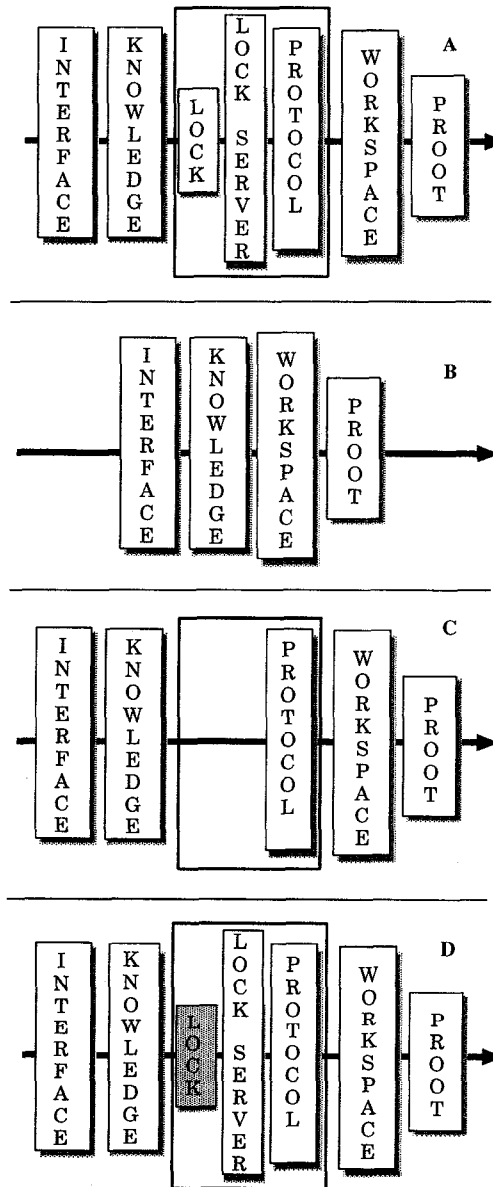 A
INTERFACE
KNOWLEDGE
LOCK
LOCK SERVER
PROTOCOL
WORKSPACE
PROOT
B
INTERFACE
KNOWLEDGE
WORKSPACE
PROOT
C
INTERFACE
KNOWLEDGE
PROTOCOL
WORKSPACE
PROOT
D
INTERFACE
KNOWLEDGE
LOCK
LOCK SERVER
PROTOCOL
WORKSPACE
PROOT